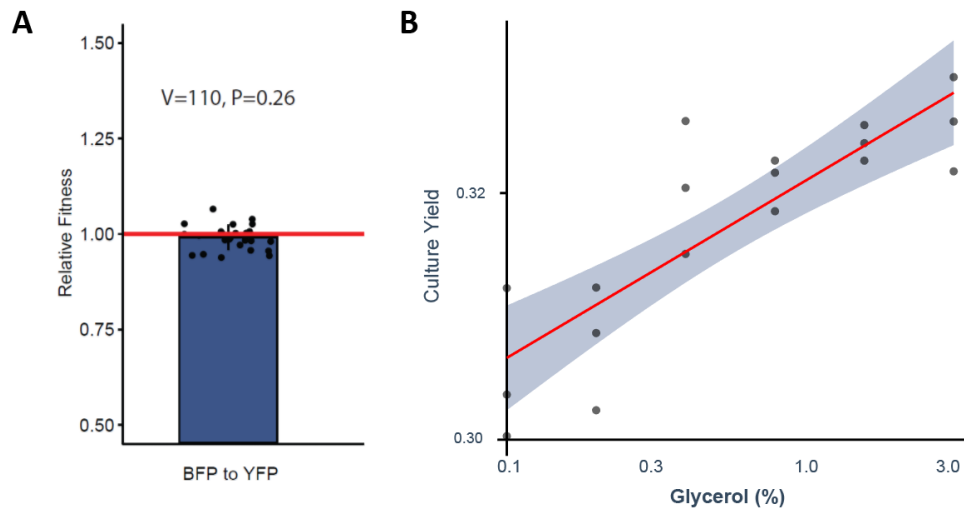 A
1.50
1.25
1.00
0.75
0.50
Relative Fitness
V=110, P=0.26
BFP to YFP
B
0.32
0.30
Culture Yield
0.1 0.3 1.0 3.0
Glycerol (%)